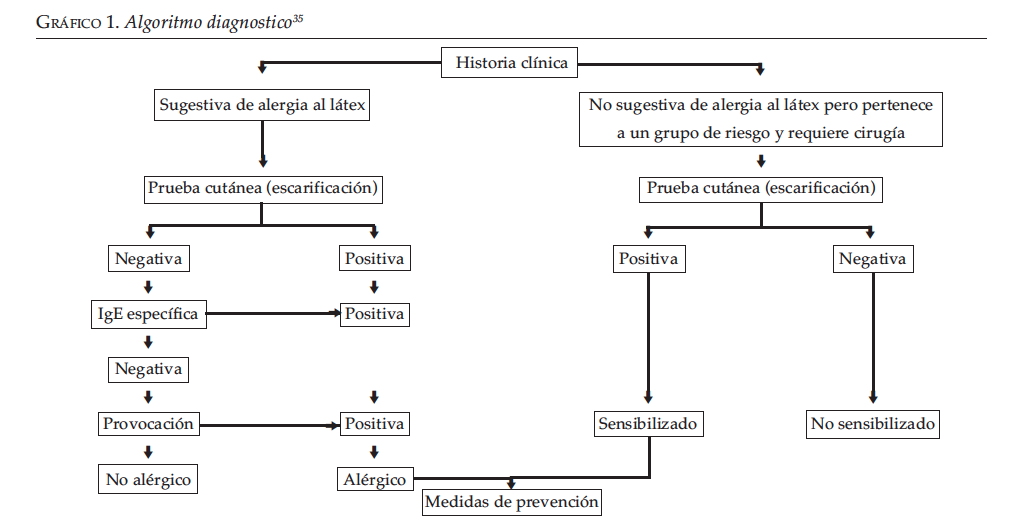 GRÁFICO 1. Algoritmo diagnostico³⁵
Historia clínica
Sugestiva de alergia al látex
No sugestiva de alergia al látex pero pertenece
a un grupo de riesgo y requiere cirugía
Prueba cutánea (escarificación)
Prueba cutánea (escarificación)
Negativa
Positiva
Positiva
Negativa
IgE específica
Positiva
Negativa
Provocación
Positiva
Sensibilizado
No sensibilizado
No alérgico
Alérgico
Medidas de prevención